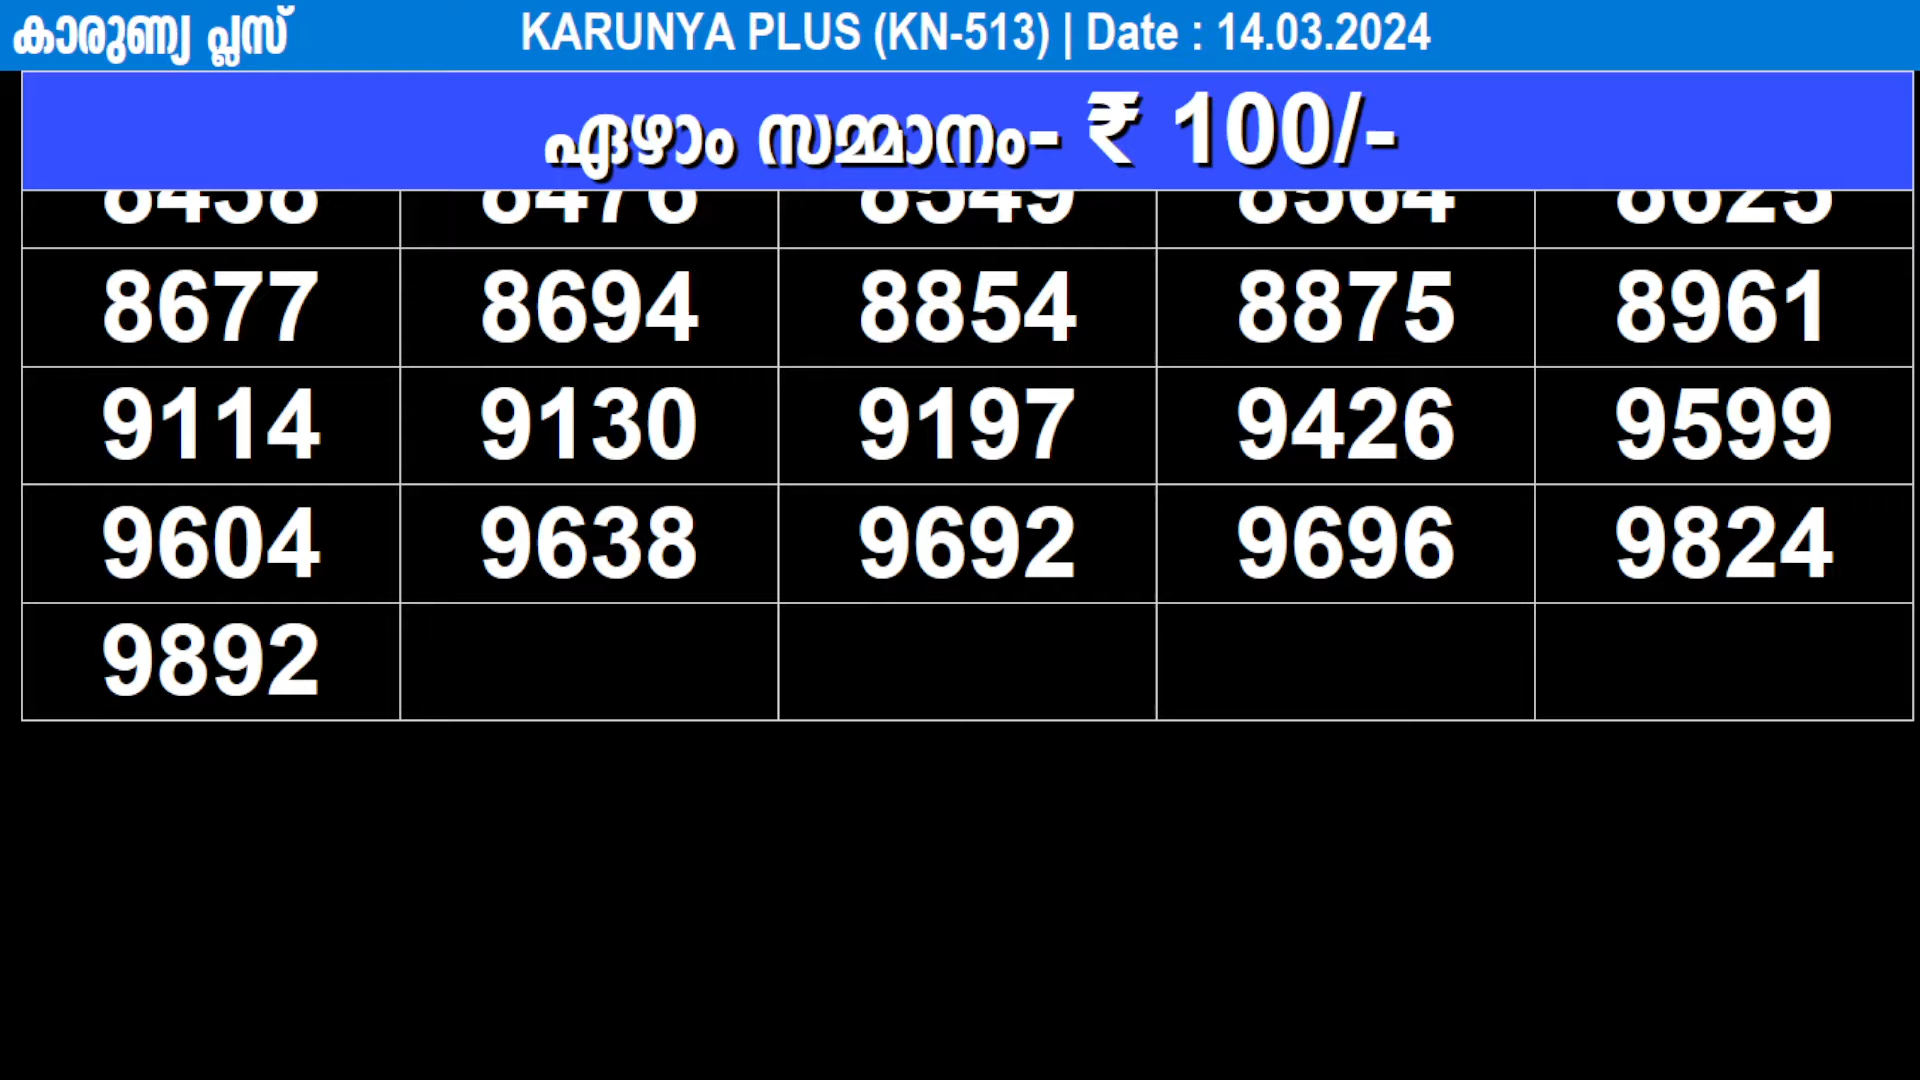 കാരുണ്യ പ്ലസ് KARUNYA PLUS (KN-513) | Date : 14.03.2024
ഏഴാം സമ്മാനം- ₹ 100/-
8677 8694 8854 8875 8961
9114 9130 9197 9426 9599
9604 9638 9692 9696 9824
9892